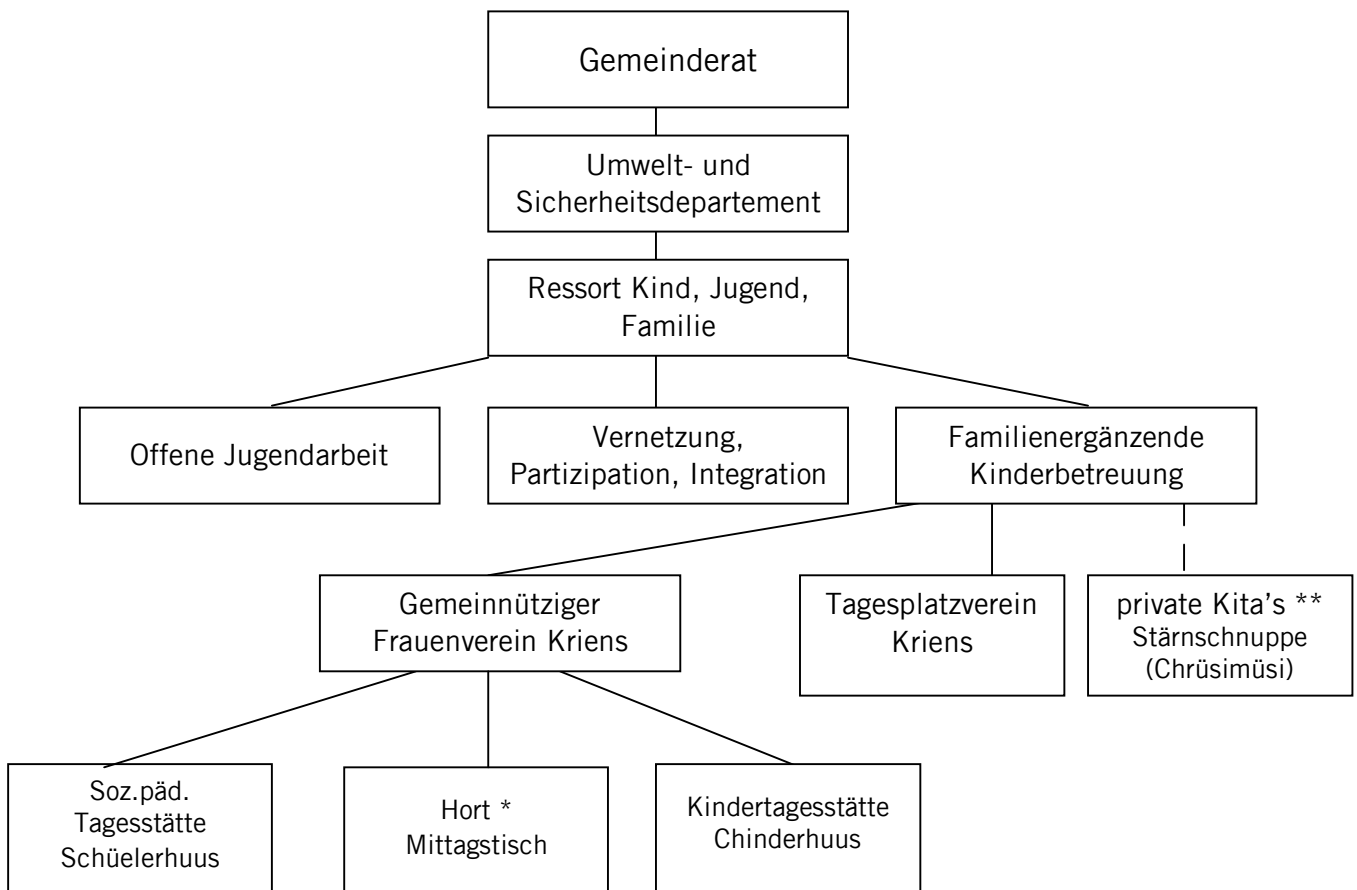 Gemeinderat
Umwelt- und
Sicherheitsdepartement
Ressort Kind, Jugend,
Familie
Offene Jugendarbeit
Vernetzung,
Partizipation, Integration
Familienergänzende
Kinderbetreuung
Gemeinnütziger
Frauenverein Kriens
Tagesplatzverein
Kriens
private Kita's **
Stärnschnuppe
(Chrüsimüsi)
Soz.päd.
Tagesstätte
Schüelerhuus
Hort *
Mittagstisch
Kindertagesstätte
Chinderhuus